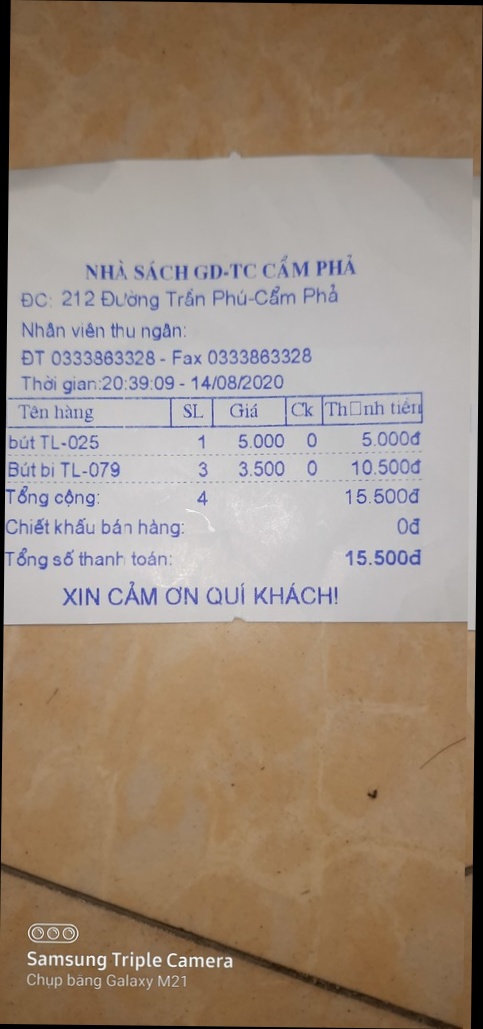 NHÀ SÁCH GD-TC CẨM PHẢ
ĐC: 212 Đường Trần Phú-Cẩm Phả
Nhân viên thu ngân:
ĐT 0333863328 - Fax 0333863328
Thời gian:20:39:09 - 14/08/2020
Tên hàng SL Giá Ck Th□nh tiền
bút TL-025 1 5.000 0 5.000đ
Bút bi TL-079 3 3.500 0 10.500đ
Tổng cộng: 4 15.500đ
Chiết khấu bán hàng: 0đ
Tổng số thanh toán: 15.500đ
XIN CẢM ƠN QUÍ KHÁCH!
Samsung Triple Camera
Chụp bằng Galaxy M21